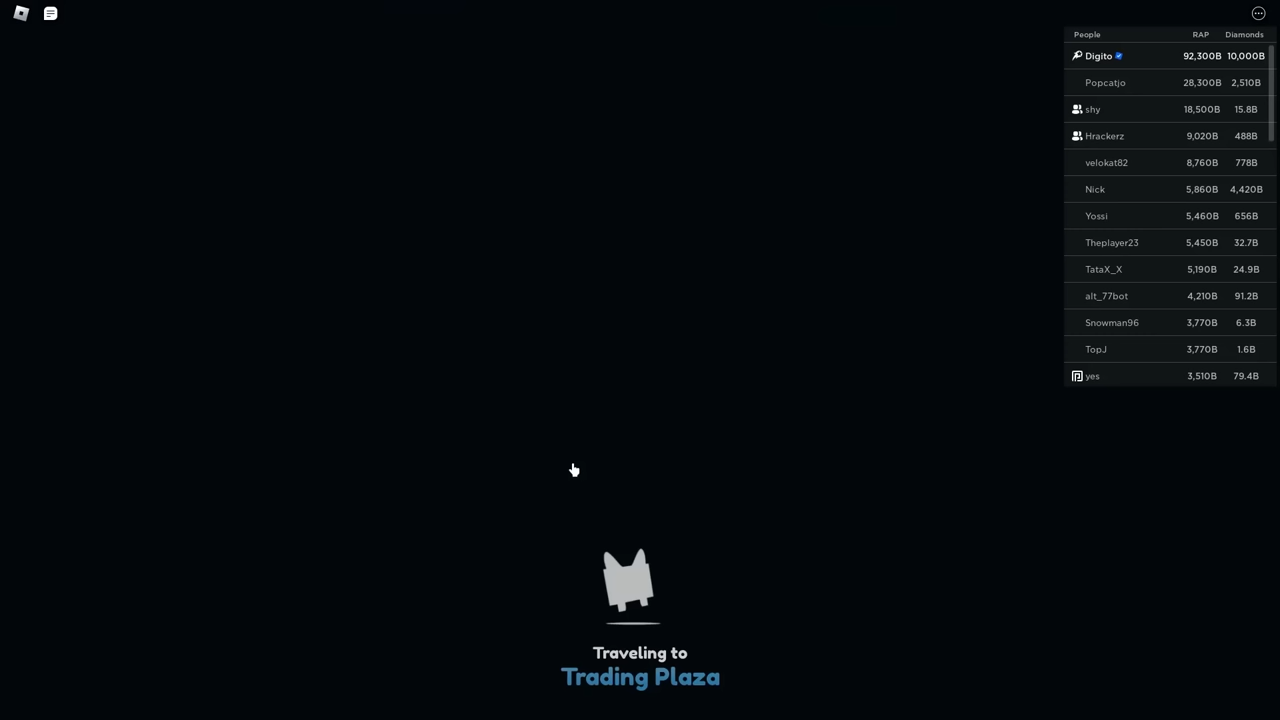 People RAP Diamonds
Digito 92,300B 10,000B
Popcatjo 28,300B 2,510B
shy 18,500B 15.8B
Hrackerz 9,020B 488B
velokat82 8,760B 778B
Nick 5,860B 4,420B
Yossi 5,460B 656B
Theplayer23 5,450B 32.7B
TataX_X 5,190B 24.9B
alt_77bot 4,210B 91.2B
Snowman96 3,770B 6.3B
TopJ 3,770B 1.6B
yes 3,510B 79.4B
Traveling to
Trading Plaza